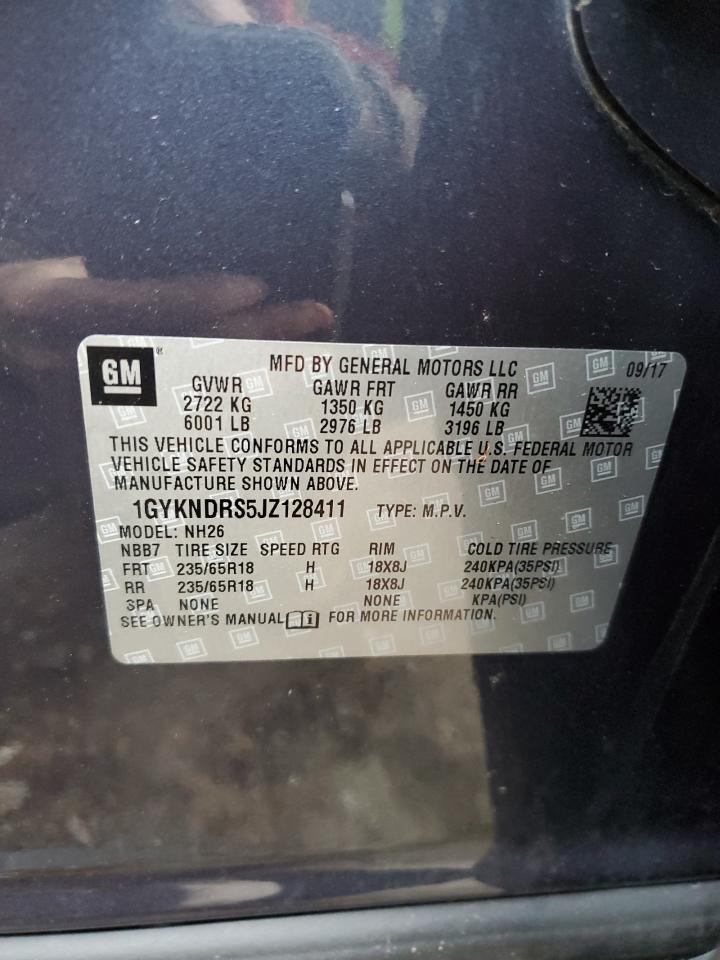 GM ®
MFD BY GENERAL MOTORS LLC 09/17
GVWR GAWR FRT GAWR RR
2722 KG 1350 KG 1450 KG
6001 LB 2976 LB 3196 LB
THIS VEHICLE CONFORMS TO ALL APPLICABLE U.S. FEDERAL MOTOR
VEHICLE SAFETY STANDARDS IN EFFECT ON THE DATE OF
MANUFACTURE SHOWN ABOVE.
1GYKNDRS5JZ128411 TYPE: M.P.V.
MODEL: NH26
NBB7 TIRE SIZE SPEED RTG RIM COLD TIRE PRESSURE
FRT 235/65R18 H 18X8J 240KPA(35PSI)
RR 235/65R18 H 18X8J 240KPA(35PSI)
SPA NONE NONE KPA(PSI)
SEE OWNER'S MANUAL i FOR MORE INFORMATION.